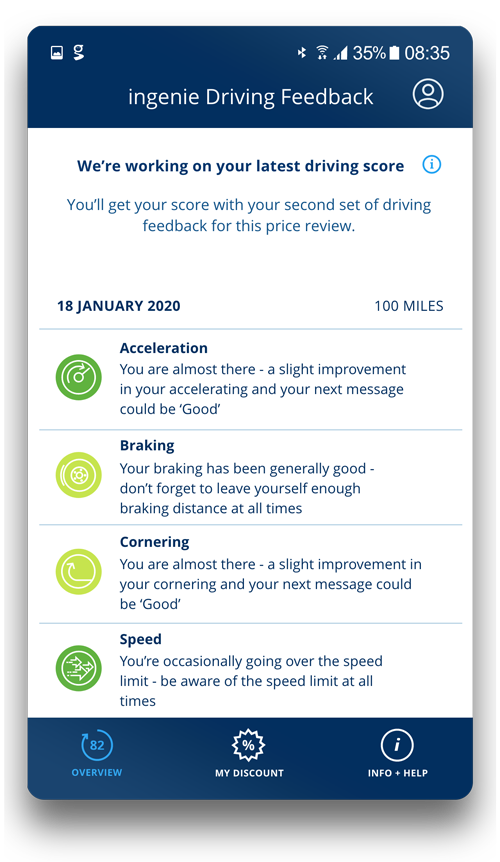 35% 08:35
ingenie Driving Feedback
We’re working on your latest driving score
You’ll get your score with your second set of driving
feedback for this price review.
18 JANUARY 2020 100 MILES
Acceleration
You are almost there - a slight improvement
in your accelerating and your next message
could be ‘Good’
Braking
Your braking has been generally good -
don’t forget to leave yourself enough
braking distance at all times
Cornering
You are almost there - a slight improvement in
your cornering and your next message could
be ‘Good’
Speed
You’re occasionally going over the speed
limit - be aware of the speed limit at all
times
82 % i
OVERVIEW MY DISCOUNT INFO + HELP